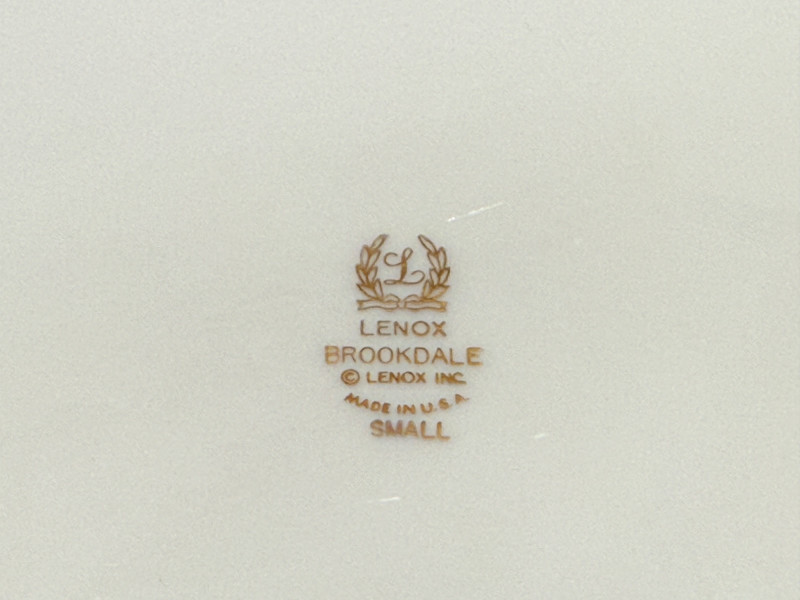 L
LENOX
BROOKDALE
© LENOX INC.
MADE IN U.S.A.
SMALL